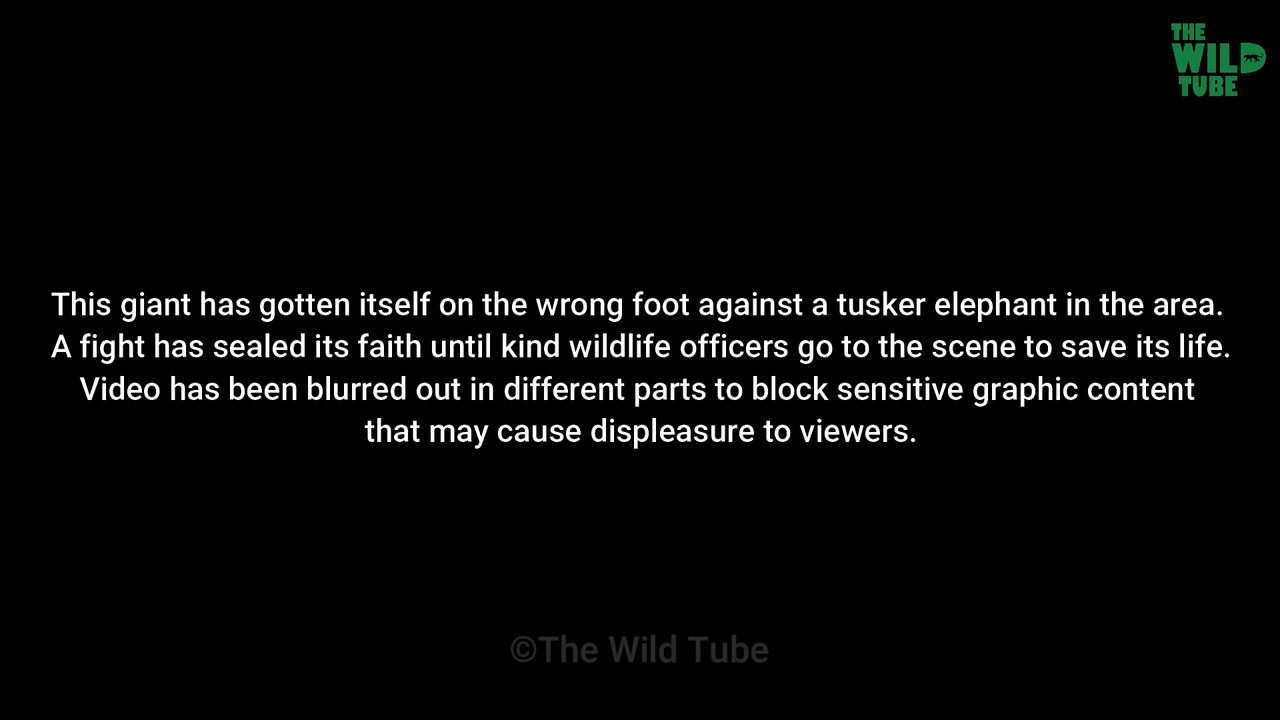 THE
WILD
TUBE
This giant has gotten itself on the wrong foot against a tusker elephant in the area.
A fight has sealed its faith until kind wildlife officers go to the scene to save its life.
Video has been blurred out in different parts to block sensitive graphic content
that may cause displeasure to viewers.
©The Wild Tube